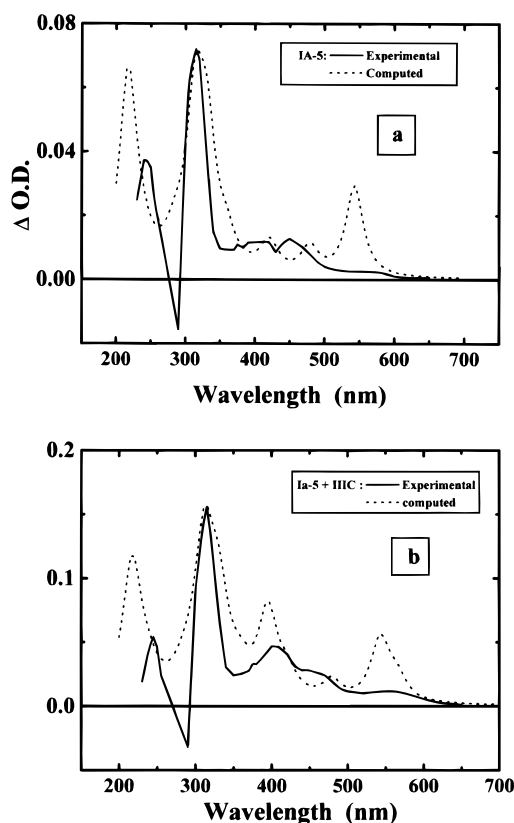 0.08
IA-5: Experimental
Computed
a
0.04
Δ O.D.
0.00
200 300 400 500 600 700
Wavelength (nm)
0.2
Ia-5 + IIIC : Experimental
computed
b
0.1
0.0
200 300 400 500 600 700
Wavelength (nm)